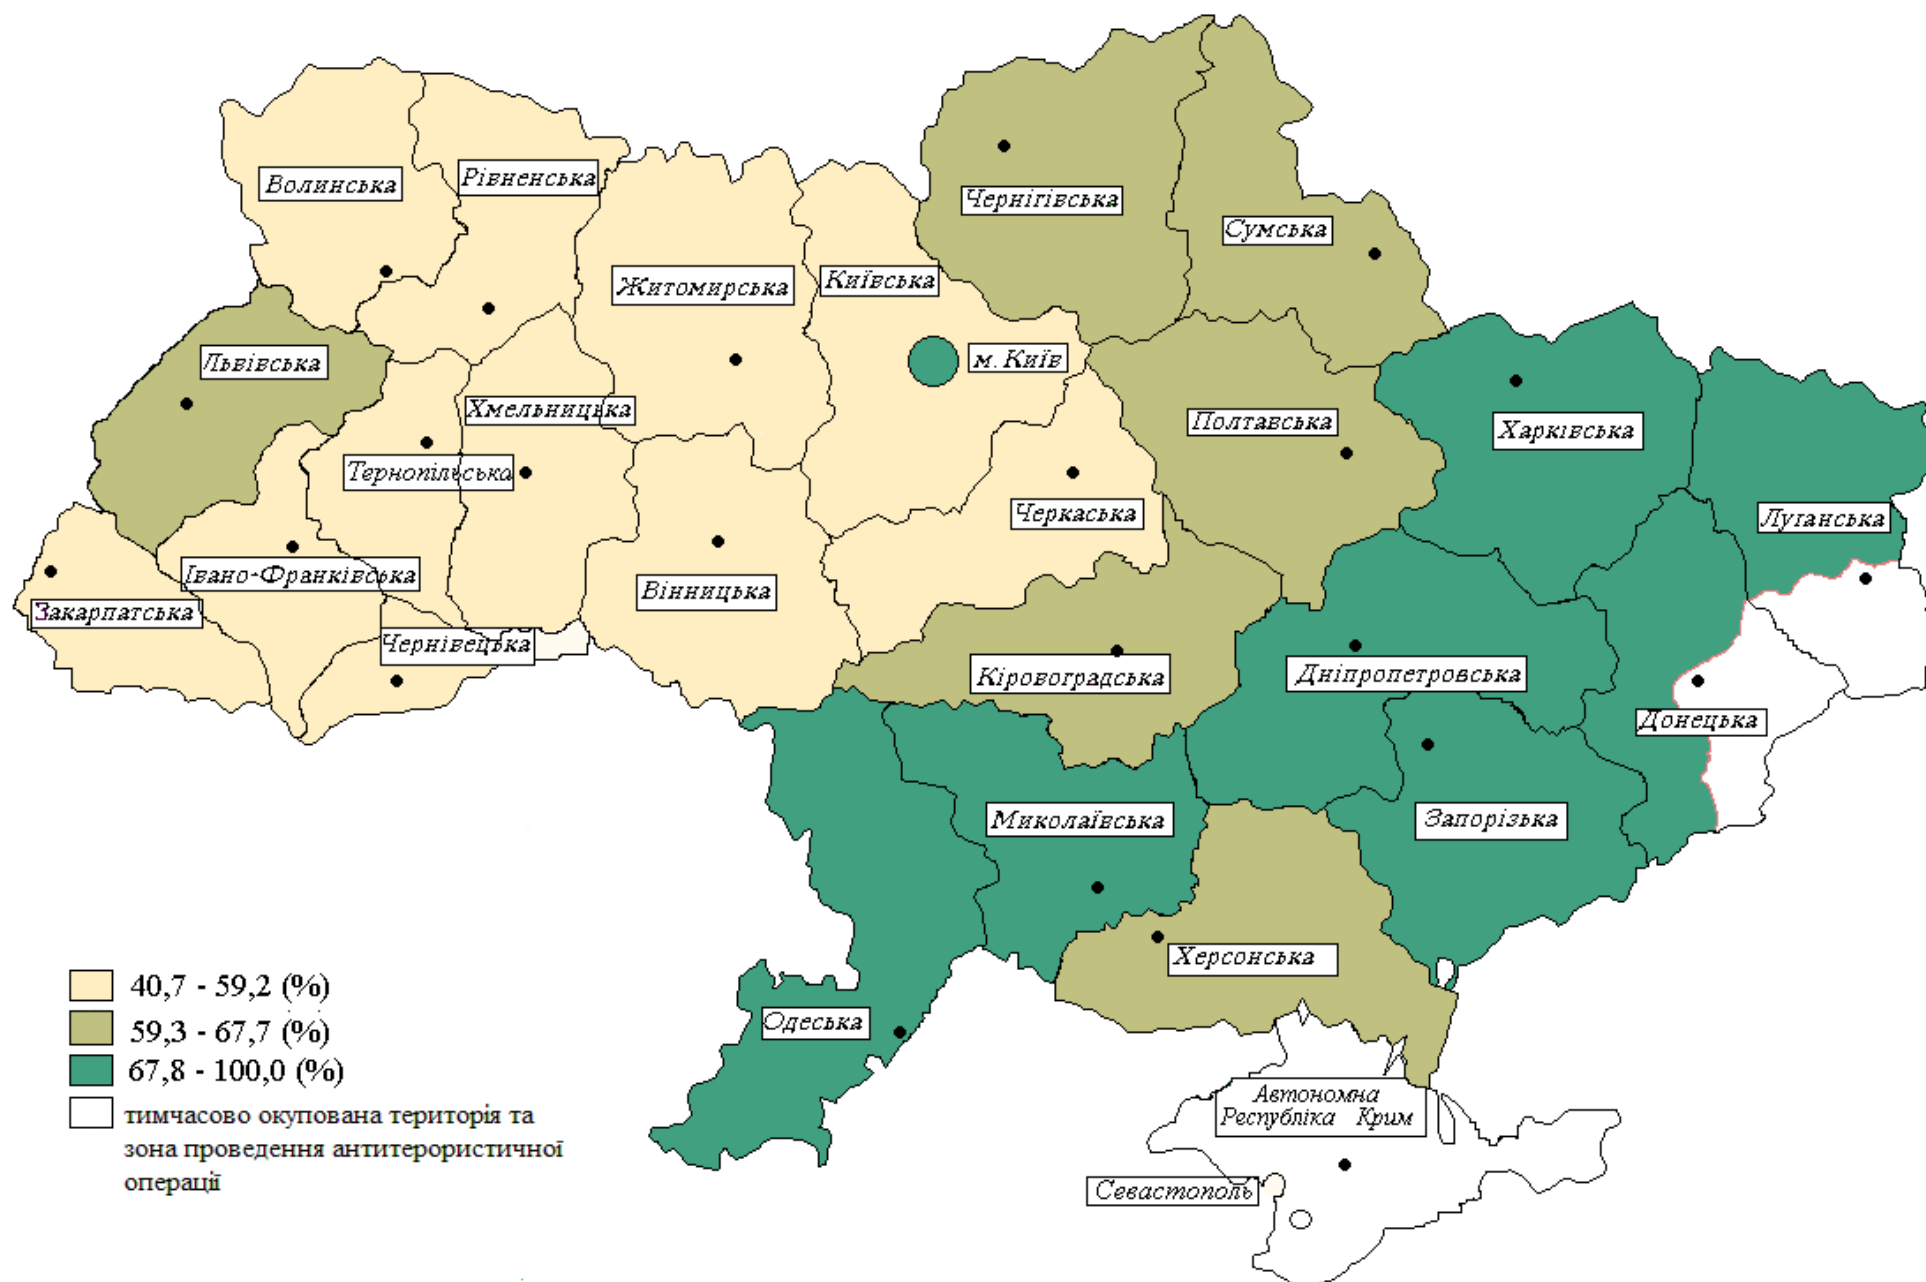 Волинська
Рівненська
Чернігівська
Сумська
Житомирська
Київська
Львівська
м. Київ
Хмельницька
Полтавська
Харківська
Тернопільська
Черкаська
Луганська
Івано-Франківська
Вінницька
Закарпатська
Чернівецька
Кіровоградська
Дніпропетровська
Донецька
Миколаївська
Запорізька
Херсонська
Одеська
Автономна
Республіка Крим
Севастополь
40,7 - 59,2 (%)
59,3 - 67,7 (%)
67,8 - 100,0 (%)
тимчасово окупована територія та
зона проведення антитерористичної
операції